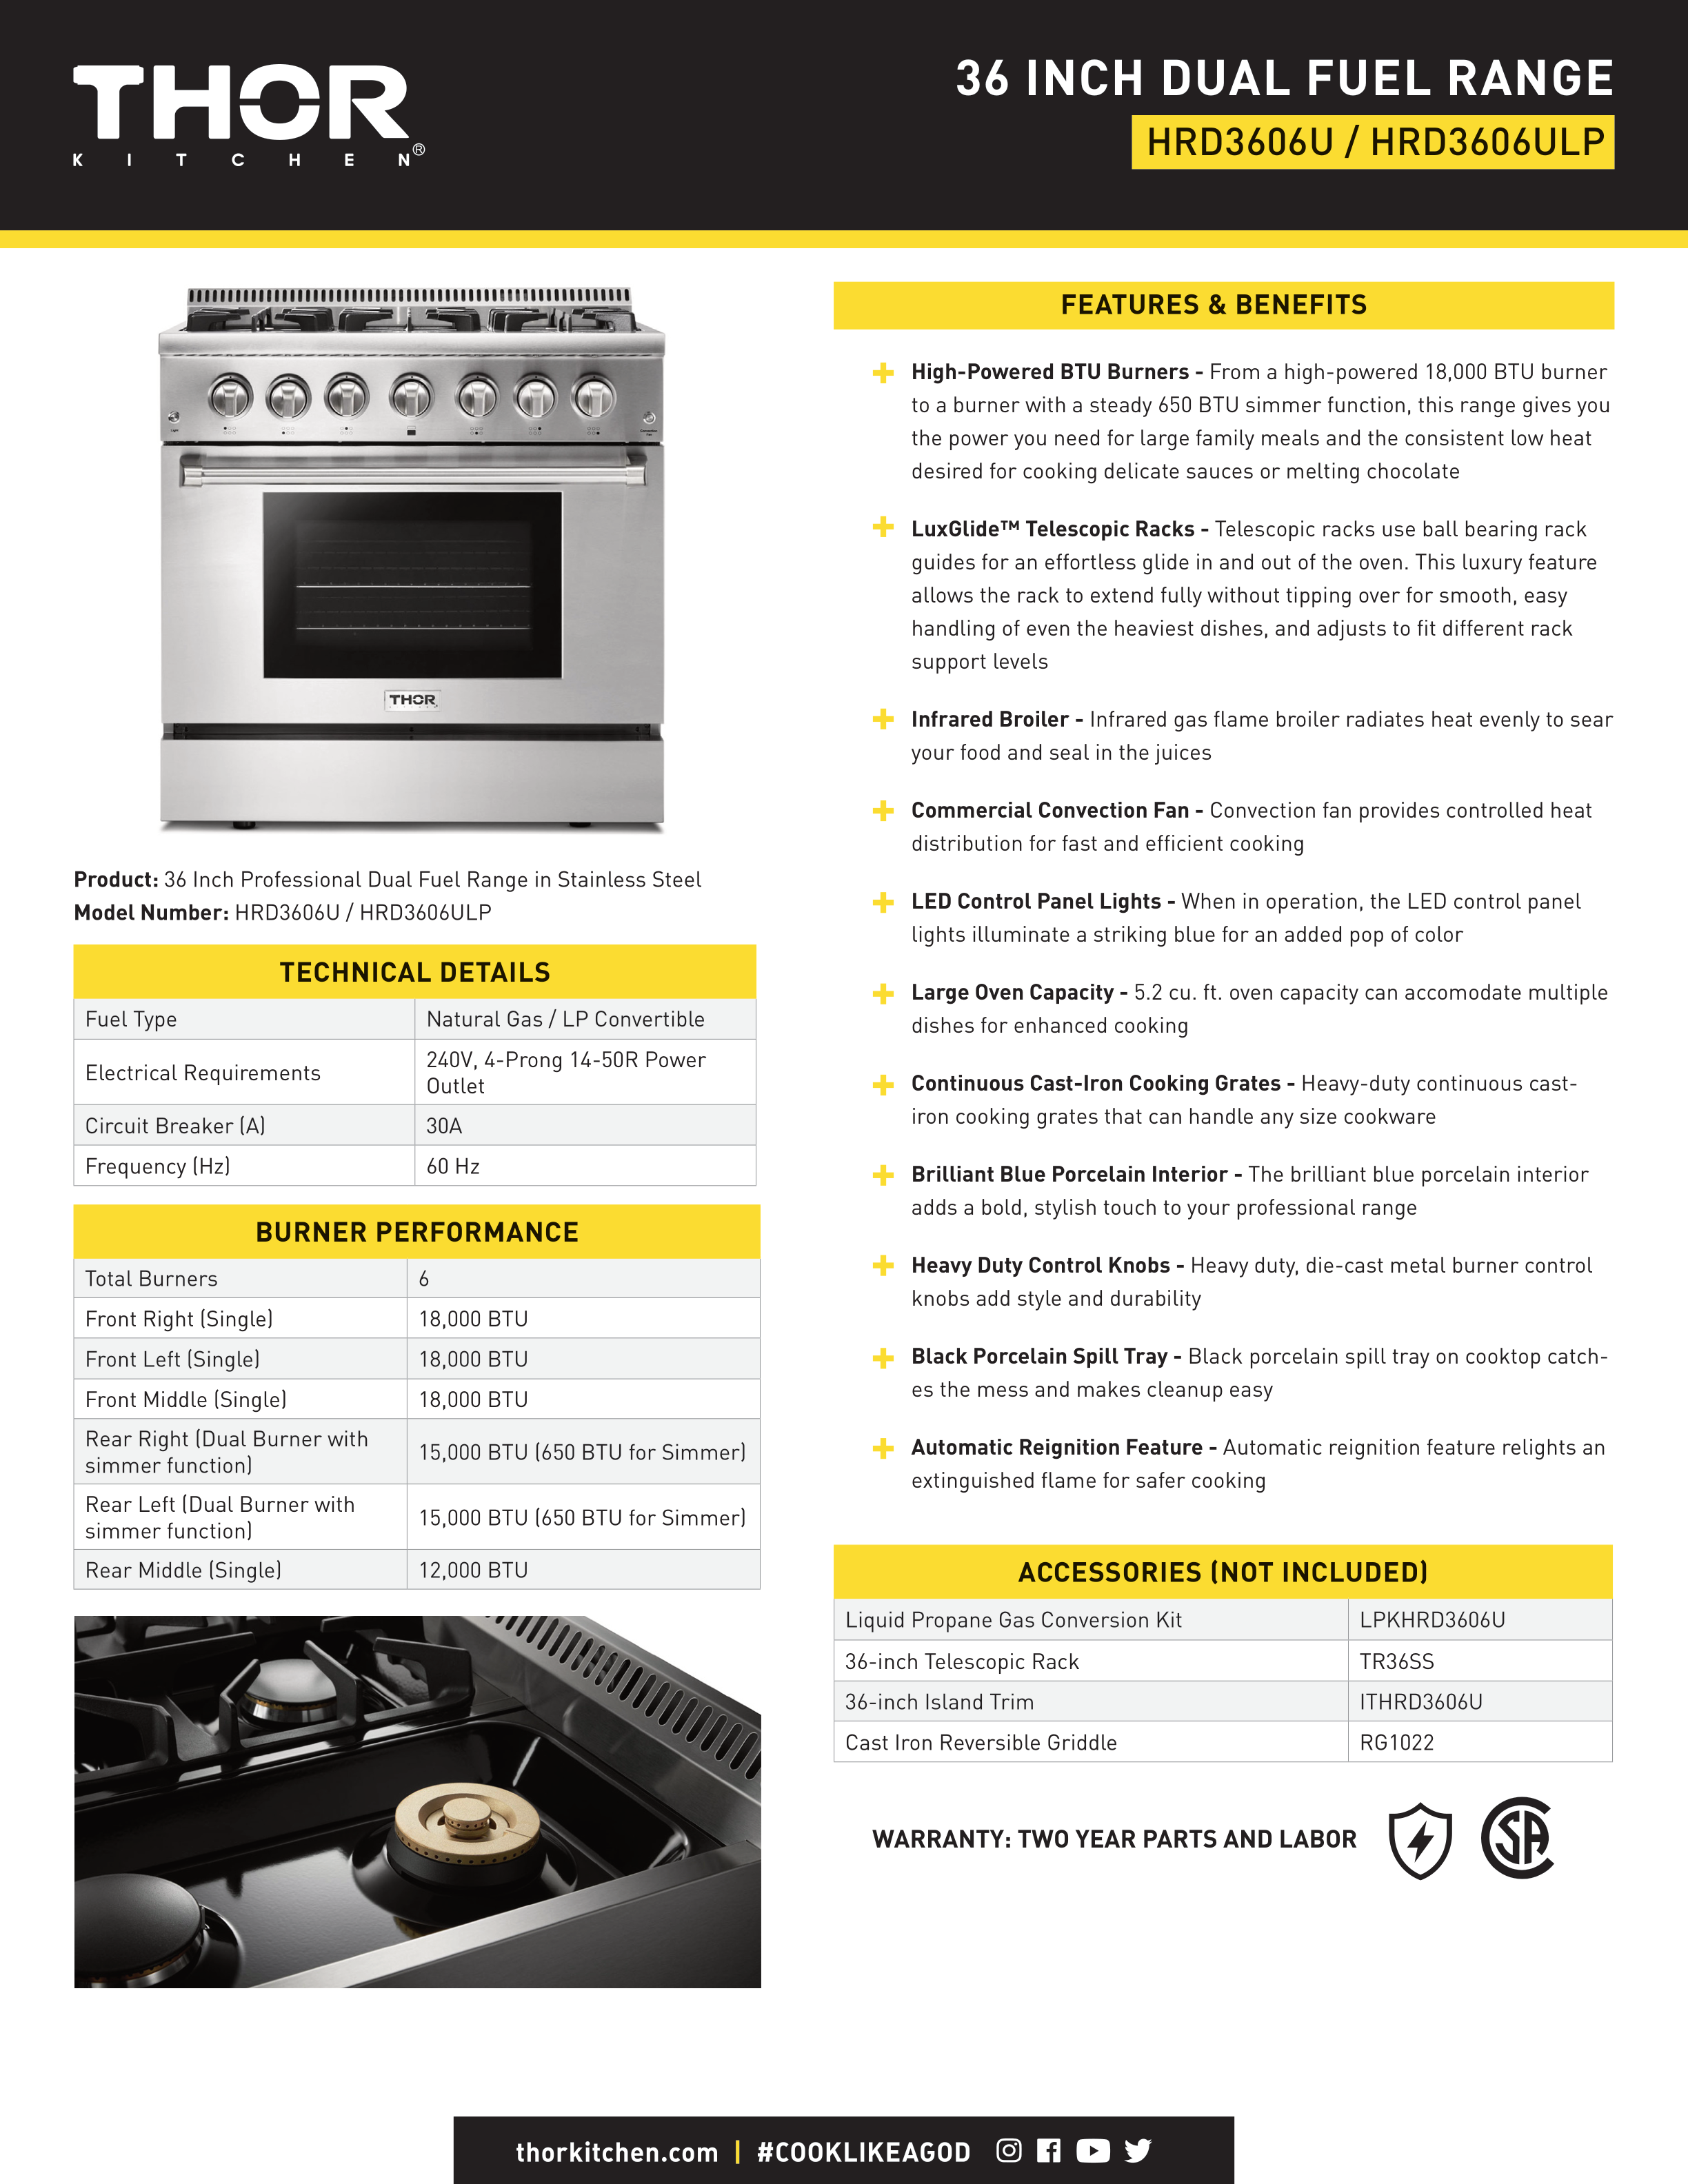 THOR
KITCHEN®
36 INCH DUAL FUEL RANGE
HRD3606U / HRD3606ULP
THOR
Product: 36 Inch Professional Dual Fuel Range in Stainless Steel
Model Number: HRD3606U / HRD3606ULP
TECHNICAL DETAILS
Fuel Type Natural Gas / LP Convertible
Electrical Requirements 240V, 4-Prong 14-50R Power
Outlet
Circuit Breaker (A) 30A
Frequency (Hz) 60 Hz
BURNER PERFORMANCE
Total Burners 6
Front Right (Single) 18,000 BTU
Front Left (Single) 18,000 BTU
Front Middle (Single) 18,000 BTU
Rear Right (Dual Burner with
simmer function) 15,000 BTU (650 BTU for Simmer)
Rear Left (Dual Burner with
simmer function) 15,000 BTU (650 BTU for Simmer)
Rear Middle (Single) 12,000 BTU
FEATURES & BENEFITS
High-Powered BTU Burners - From a high-powered 18,000 BTU burner
to a burner with a steady 650 BTU simmer function, this range gives you
the power you need for large family meals and the consistent low heat
desired for cooking delicate sauces or melting chocolate
LuxGlide™ Telescopic Racks - Telescopic racks use ball bearing rack
guides for an effortless glide in and out of the oven. This luxury feature
allows the rack to extend fully without tipping over for smooth, easy
handling of even the heaviest dishes, and adjusts to fit different rack
support levels
Infrared Broiler - Infrared gas flame broiler radiates heat evenly to sear
your food and seal in the juices
Commercial Convection Fan - Convection fan provides controlled heat
distribution for fast and efficient cooking
LED Control Panel Lights - When in operation, the LED control panel
lights illuminate a striking blue for an added pop of color
Large Oven Capacity - 5.2 cu. ft. oven capacity can accomodate multiple
dishes for enhanced cooking
Continuous Cast-Iron Cooking Grates - Heavy-duty continuous cast-
iron cooking grates that can handle any size cookware
Brilliant Blue Porcelain Interior - The brilliant blue porcelain interior
adds a bold, stylish touch to your professional range
Heavy Duty Control Knobs - Heavy duty, die-cast metal burner control
knobs add style and durability
Black Porcelain Spill Tray - Black porcelain spill tray on cooktop catch-
es the mess and makes cleanup easy
Automatic Reignition Feature - Automatic reignition feature relights an
extinguished flame for safer cooking
ACCESSORIES (NOT INCLUDED)
Liquid Propane Gas Conversion Kit LPKHRD3606U
36-inch Telescopic Rack TR36SS
36-inch Island Trim ITHRD3606U
Cast Iron Reversible Griddle RG1022
WARRANTY: TWO YEAR PARTS AND LABOR
SA
thorkitchen.com | #COOKLIKEAGOD